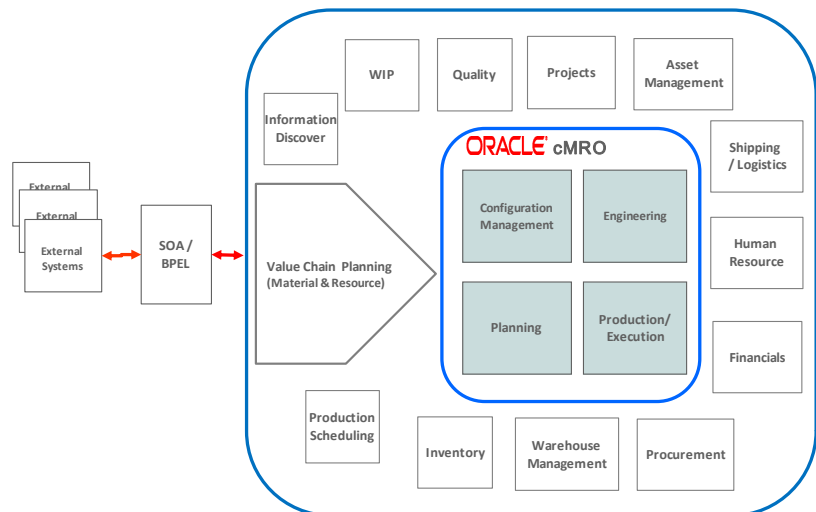 WIP
Quality
Projects
Asset
Management
Information
Discover
ORACLE' cMRO
Shipping
/ Logistics
External
External
External
Systems
SOA /
BPEL
Value Chain Planning
(Material & Resource)
Configuration
Management
Engineering
Human
Resource
Planning
Production/
Execution
Financials
Production
Scheduling
Inventory
Warehouse
Management
Procurement